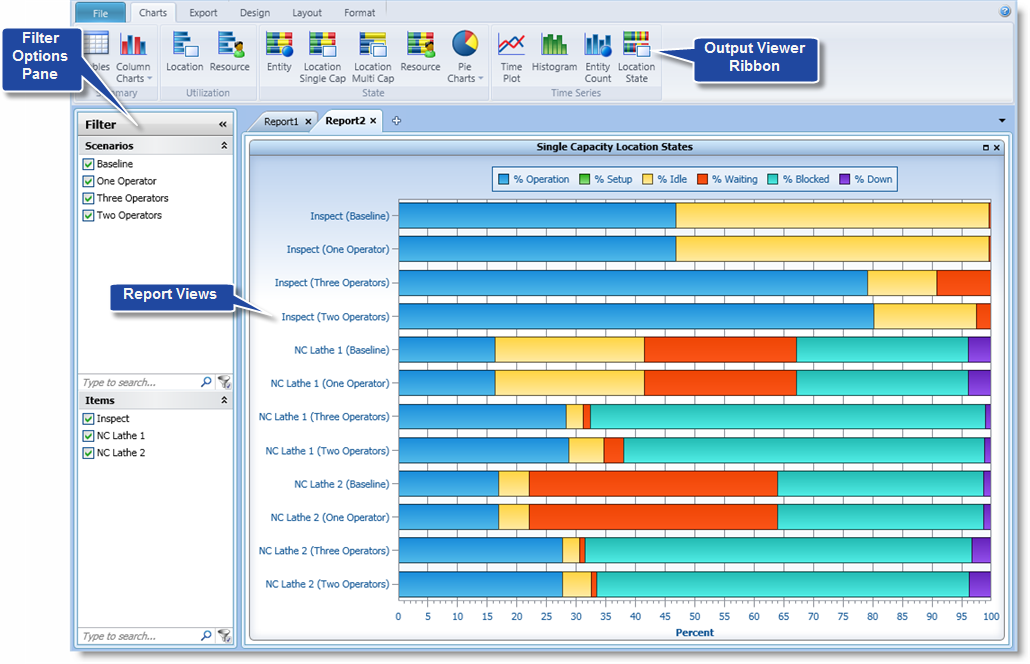 File Charts Export Design Layout Format
Filter
Options
Pane
Column
Charts
Summary
Location
Resource
Utilization
Entity
Location
Single Cap
Location
Multi Cap
Resource
Pie
Charts
State
Time
Plot
Histogram
Entity
Count
Location
State
Time Series
Output Viewer
Ribbon
Filter «
Scenarios
Baseline
One Operator
Three Operators
Two Operators
Type to search...
Items
Inspect
NC Lathe 1
NC Lathe 2
Type to search...
Report Views
Report1 Report2
Single Capacity Location States
% Operation % Setup % Idle % Waiting % Blocked % Down
Inspect (Baseline)
Inspect (One Operator)
Inspect (Three Operators)
Inspect (Two Operators)
NC Lathe 1 (Baseline)
NC Lathe 1 (One Operator)
NC Lathe 1 (Three Operators)
NC Lathe 1 (Two Operators)
NC Lathe 2 (Baseline)
NC Lathe 2 (One Operator)
NC Lathe 2 (Three Operators)
NC Lathe 2 (Two Operators)
0 5 10 15 20 25 30 35 40 45 50 55 60 65 70 75 80 85 90 95 100
Percent